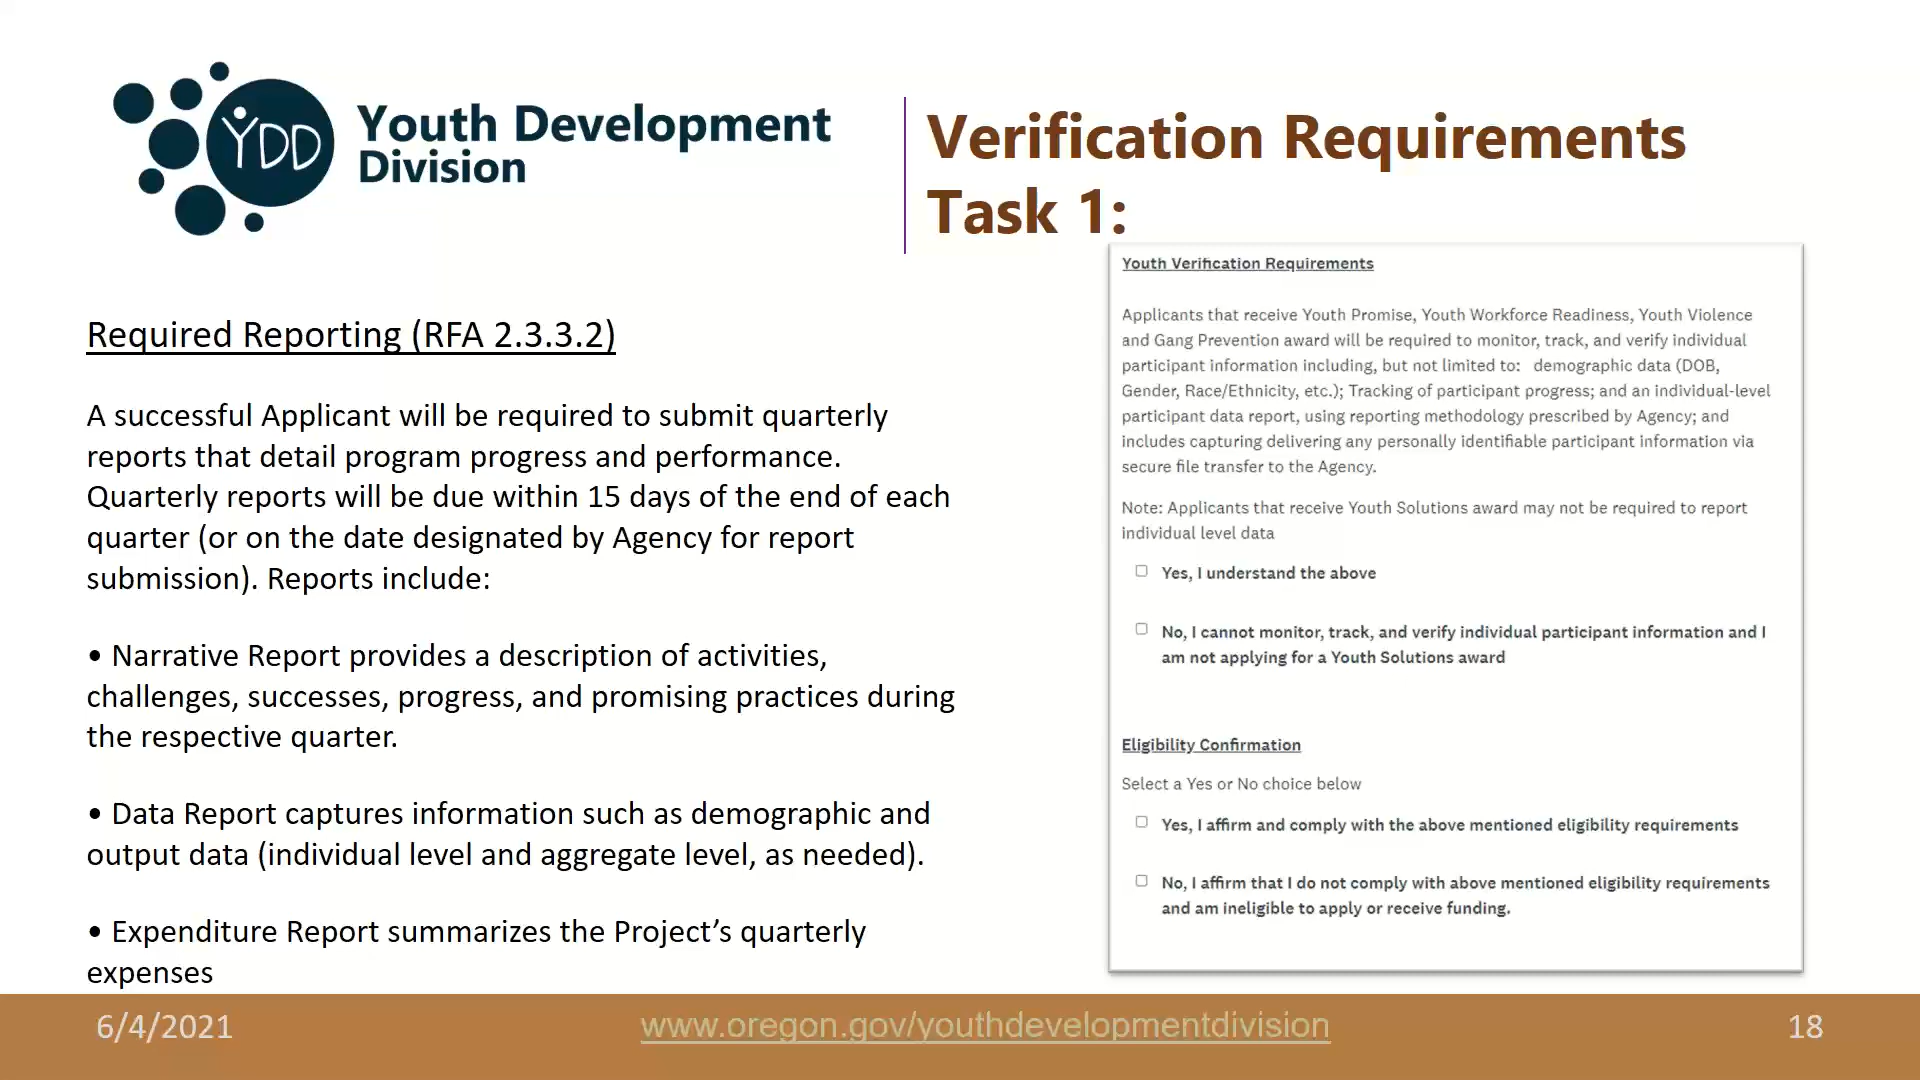 YDD
Youth Development
Division
Verification Requirements
Task 1:
Required Reporting (RFA 2.3.3.2)
A successful Applicant will be required to submit quarterly
reports that detail program progress and performance.
Quarterly reports will be due within 15 days of the end of each
quarter (or on the date designated by Agency for report
submission). Reports include:
• Narrative Report provides a description of activities,
challenges, successes, progress, and promising practices during
the respective quarter.
• Data Report captures information such as demographic and
output data (individual level and aggregate level, as needed).
• Expenditure Report summarizes the Project’s quarterly
expenses
Youth Verification Requirements
Applicants that receive Youth Promise, Youth Workforce Readiness, Youth Violence
and Gang Prevention award will be required to monitor, track, and verify individual
participant information including, but not limited to: demographic data (DOB,
Gender, Race/Ethnicity, etc.); Tracking of participant progress; and an individual-level
participant data report, using reporting methodology prescribed by Agency; and
includes capturing delivering any personally identifiable participant information via
secure file transfer to the Agency.
Note: Applicants that receive Youth Solutions award may not be required to report
individual level data
Yes, I understand the above
No, I cannot monitor, track, and verify individual participant information and I
am not applying for a Youth Solutions award
Eligibility Confirmation
Select a Yes or No choice below
Yes, I affirm and comply with the above mentioned eligibility requirements
No, I affirm that I do not comply with above mentioned eligibility requirements
and am ineligible to apply or receive funding.
6/4/2021
www.oregon.gov/youthdevelopmentdivision
18